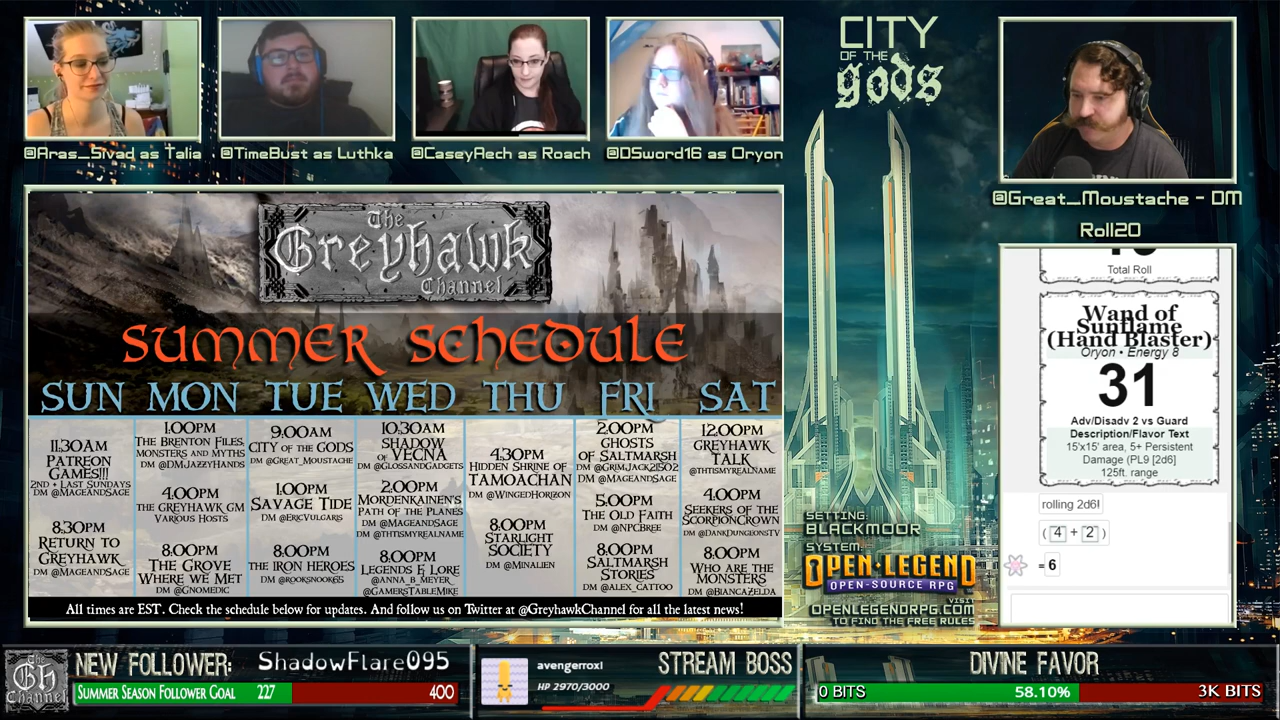 CITY
OF THE
gods
@Aras_Sivad as Talia
@TimeBust as Luthka
@CaseyAech as Roach
@DSword16 as Oryon
@Great_Moustache - DM
Roll20
The
Greyhawk
Channel
SUMMER SCHEDULE
SUN MON TUE WED THU FRI SAT
11.30AM
PATREON
GAMES!!!
2ND + LAST SUNDAYS
DM @MAGEANDSAGE
8.30PM
RETURN TO
GREYHAWK
DM @MAGEANDSAGE
1.00PM
THE BRENTON FILES:
MONSTERS AND MYTHS
DM @DMJAZZYHANDS
4.00PM
THE GREYHAWK GM
VARIOUS HOSTS
8.00PM
THE GROVE
WHERE WE MET
DM @GNOMEDIC
9.00AM
CITY OF THE GODS
DM @GREAT_MOUSTACHE
1.00PM
SAVAGE TIDE
DM @ERICVULGARIS
8.00PM
THE IRON HEROES
DM @ROOKSNOOK615
10.30AM
SHADOW
OF VECNA
DM @GLOSSANDGADGETS
2.00PM
MORDENKAINEN'S
PATH OF THE PLANES
DM @MAGEANDSAGE
@THTISMYREALNAME
8.00PM
LEGENDS & LORE
@ANNA_B_MEYER
@GAMERSTABLEMIKE
4.30PM
HIDDEN SHRINE OF
TAMOACHAN
DM @WINGEDHORIZON
8.00PM
STARLIGHT
SOCIETY
DM @MINALIEN
2.00PM
GHOSTS
OF SALTMARSH
DM @GRIMJACK21502
DM @MAGEANDSAGE
5.00PM
THE OLD FAITH
DM @NPCBREE
8.00PM
SALTMARSH
STORIES
DM @ALEX_CATTOO
12.00PM
GREYHAWK
TALK
@THTISMYREALNAME
4.00PM
SEEKERS OF THE
SCORPIONCROWN
DM @DANKDUNGEONSTV
8.00PM
WHO ARE THE
MONSTERS
DM @BIANCAZELDA
All times are EST. Check the schedule below for updates. And follow us on Twitter at @GreyhawkChannel for all the latest news!
SETTING:
BLACKMOOR
SYSTEM:
OPEN LEGEND
OPEN-SOURCE RPG
VISIT
OPENLEGENDRPG.COM
TO FIND THE FREE RULES
Total Roll
Wand of
Sunflame
(Hand Blaster)
Oryon • Energy 8
31
Adv/Disadv 2 vs Guard
Description/Flavor Text
15'x15' area, 5+ Persistent
Damage (PL9 [2d6]
125ft. range
rolling 2d6!
( 4 + 2 )
= 6
The
GH
Channel
NEW FOLLOWER: ShadowFlare095
SUMMER SEASON FOLLOWER GOAL 227 400
avengerroxi
HP 2970/3000
STREAM BOSS
DIVINE FAVOR
0 BITS 58.10% 3K BITS